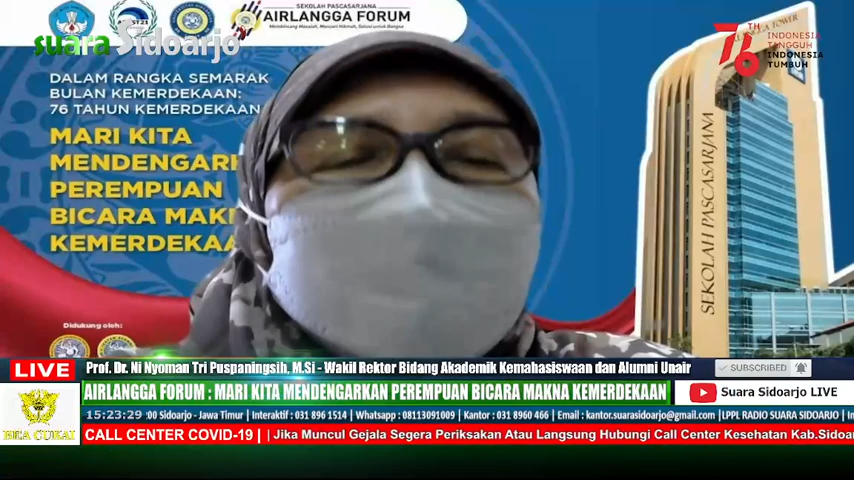 ST21
SEKOLAH PASCASARJANA
AIRLANGGA FORUM
suara Sidoarjo
DALAM RANGKA SEMARAK
BULAN KEMERDEKAAN:
76 TAHUN KEMERDEKAAN
MARI KITA
MENDENGARK
PEREMPUAN
BICARA MAK
KEMERDEKAA
Didukung oleh:
76TH
INDONESIA
TANGGUH
INDONESIA
TUMBUH
TOWER
SEKOLAH PASCASARJANA
LIVE
Prof. Dr. Ni Nyoman Tri Puspaningsih, M.Si - Wakil Rektor Bidang Akademik Kemahasiswaan dan Alumni Unair
SUBSCRIBED
AIRLANGGA FORUM : MARI KITA MENDENGARKAN PEREMPUAN BICARA MAKNA KEMERDEKAAN
Suara Sidoarjo LIVE
BEA CUKAI
15:23:29 :00 Sidoarjo - Jawa Timur | Interaktif : 031 896 1514 | Whatsapp : 08113091009 | Kantor : 031 8960 466 | Email : kantor.suarasidoarjo@gmail.com |LPPL RADIO SUARA SIDOARJO | In
CALL CENTER COVID-19 | | Jika Muncul Gejala Segera Periksakan Atau Langsung Hubungi Call Center Kesehatan Kab.Sidoar